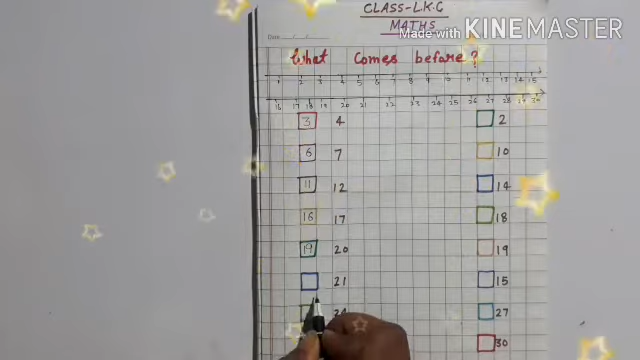 CLASS-L.K.G
MATHS
Made with KINEMASTER
Date
What comes before?
1 2 3 4 5 6 7 8 9 10 11 12 13 14 15
16 17 18 19 20 21 22 23 24 25 26 27 28 29 30
3 4 2
6 7 10
11 12 14
16 17 18
19 20 19
21 15
24 27
30